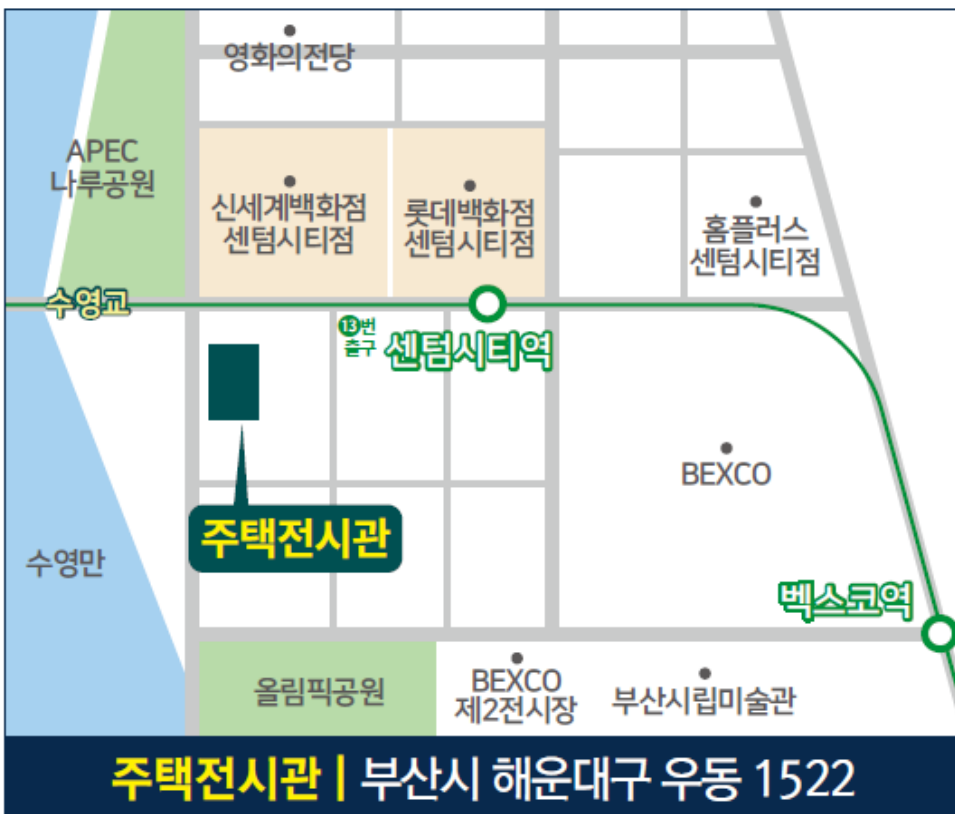 영화의전당
APEC
나루공원
신세계백화점
센텀시티점
롯데백화점
센텀시티점
홈플러스
센텀시티점
수영교
13번
출구
센텀시티역
BEXCO
주택전시관
수영만
벡스코역
올림픽공원
BEXCO
제2전시장
부산시립미술관
주택전시관 | 부산시 해운대구 우동 1522